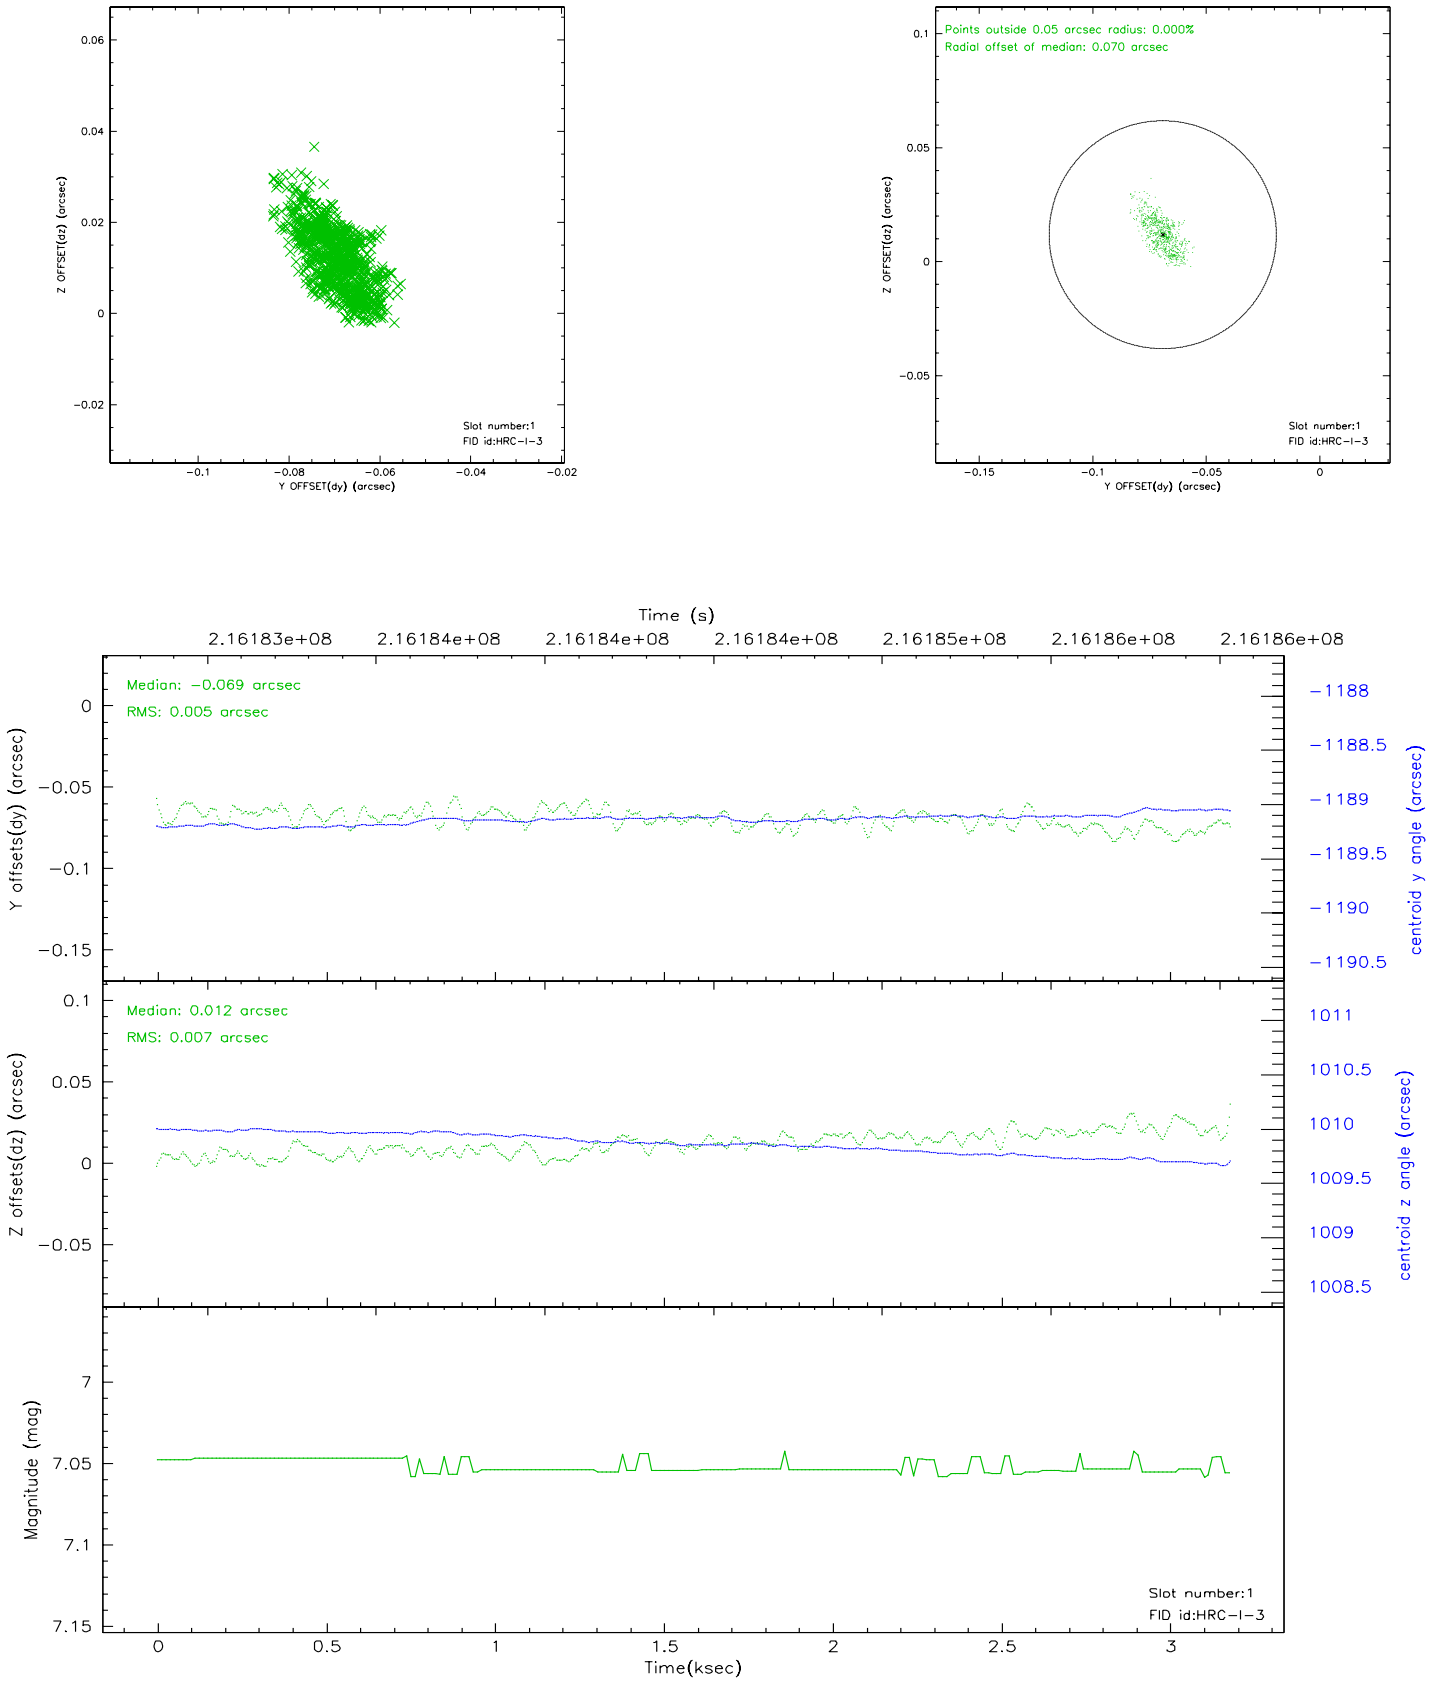 0.06
0.04
0.02
0
−0.02
Z OFFSET(dz) (arcsec)
Slot number:1
FID id:HRC−I−3
−0.1 −0.08 −0.06 −0.04 −0.02
Y OFFSET(dy) (arcsec)
Points outside 0.05 arcsec radius: 0.000%
Radial offset of median: 0.070 arcsec
0.1
0.05
0
−0.05
Z OFFSET(dz) (arcsec)
Slot number:1
FID id:HRC−I−3
−0.15 −0.1 −0.05 0
Y OFFSET(dy) (arcsec)
Time (s)
2.16183e+08 2.16184e+08 2.16184e+08 2.16184e+08 2.16185e+08 2.16186e+08 2.16186e+08
Median: −0.069 arcsec
RMS: 0.005 arcsec
0
−0.05
−0.1
−0.15
Y offsets(dy) (arcsec)
−1188
−1188.5
−1189
−1189.5
−1190
−1190.5
centroid y angle (arcsec)
Median: 0.012 arcsec
RMS: 0.007 arcsec
0.1
0.05
0
−0.05
Z offsets(dz) (arcsec)
1011
1010.5
1010
1009.5
1009
1008.5
centroid z angle (arcsec)
7
7.05
7.1
7.15
Magnitude (mag)
Slot number:1
FID id:HRC−I−3
0 0.5 1 1.5 2 2.5 3
Time(ksec)